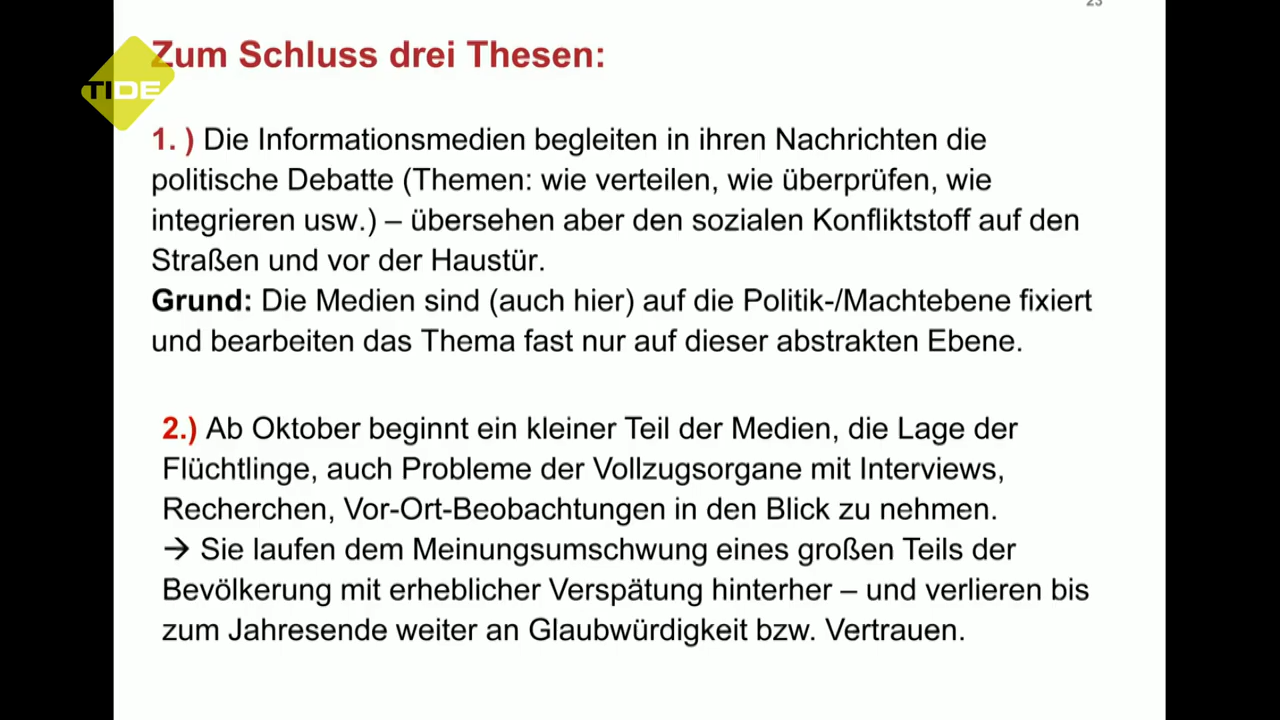 23
Zum Schluss drei Thesen:
TIDE
1. ) Die Informationsmedien begleiten in ihren Nachrichten die
politische Debatte (Themen: wie verteilen, wie überprüfen, wie
integrieren usw.) – übersehen aber den sozialen Konfliktstoff auf den
Straßen und vor der Haustür.
Grund: Die Medien sind (auch hier) auf die Politik-/Machtebene fixiert
und bearbeiten das Thema fast nur auf dieser abstrakten Ebene.
2.) Ab Oktober beginnt ein kleiner Teil der Medien, die Lage der
Flüchtlinge, auch Probleme der Vollzugsorgane mit Interviews,
Recherchen, Vor-Ort-Beobachtungen in den Blick zu nehmen.
→ Sie laufen dem Meinungsumschwung eines großen Teils der
Bevölkerung mit erheblicher Verspätung hinterher – und verlieren bis
zum Jahresende weiter an Glaubwürdigkeit bzw. Vertrauen.